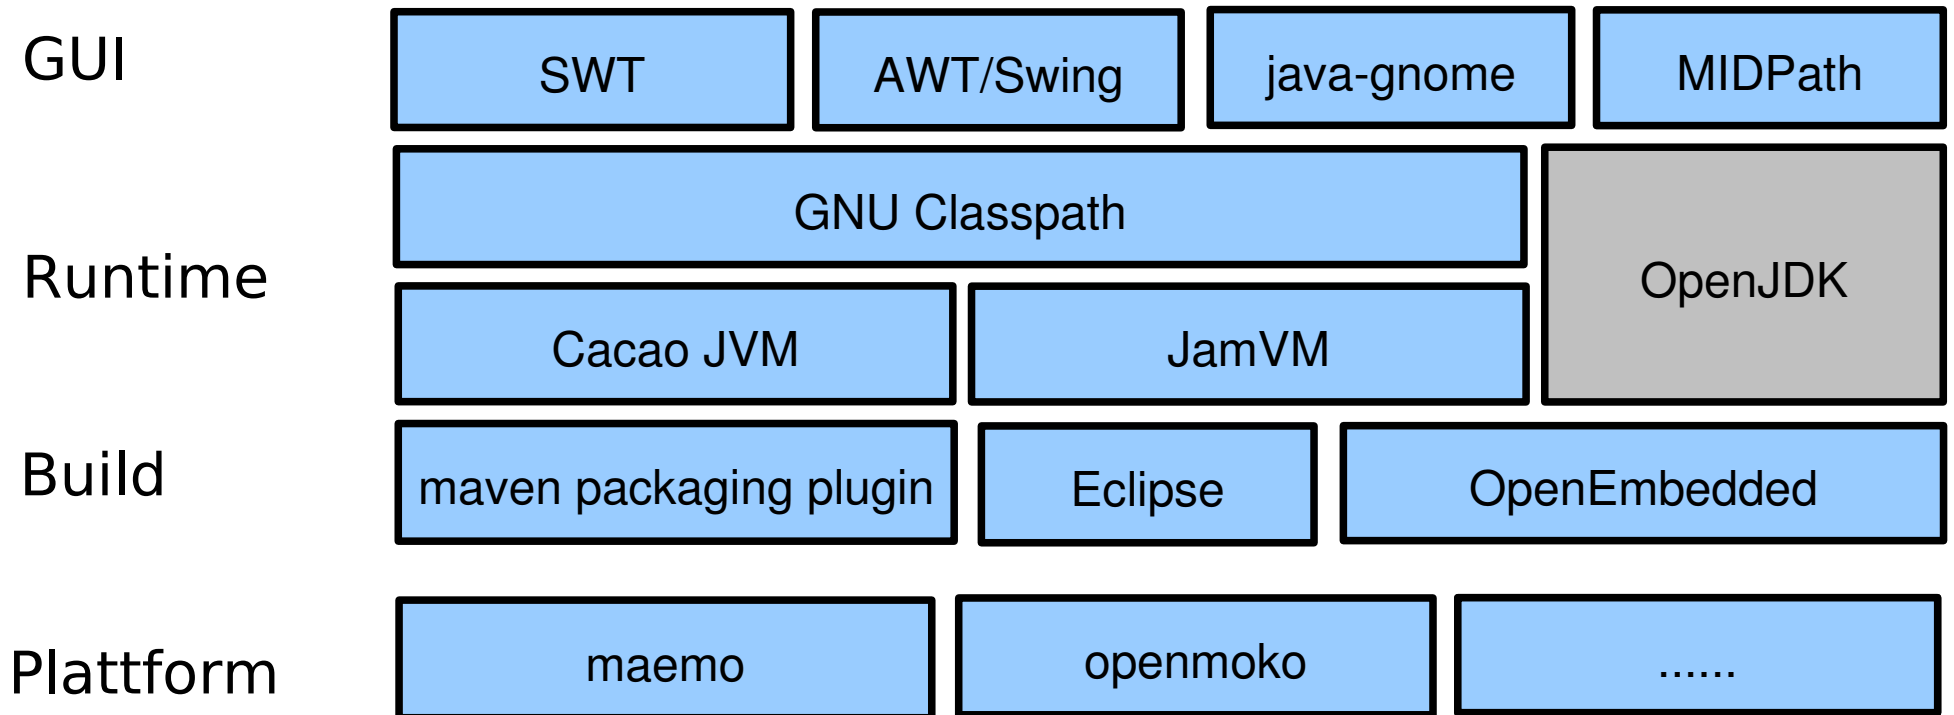 GUI
SWT
AWT/Swing
java-gnome
MIDPath
Runtime
GNU Classpath
OpenJDK
Cacao JVM
JamVM
Build
maven packaging plugin
Eclipse
OpenEmbedded
Plattform
maemo
openmoko
......